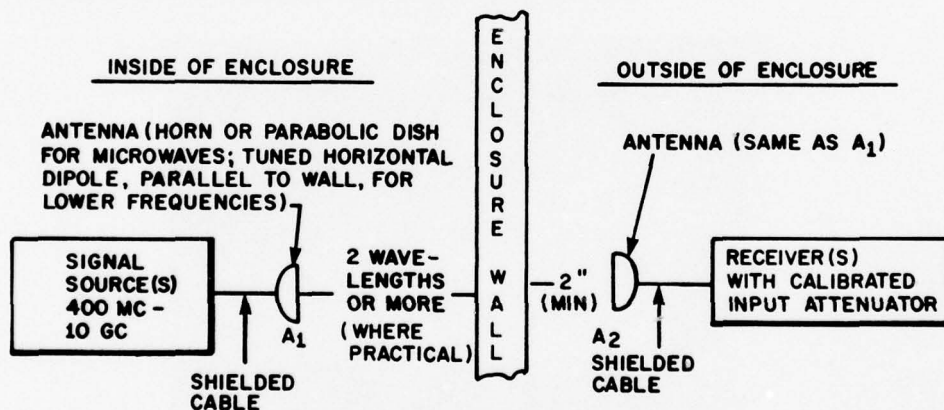 INSIDE OF ENCLOSURE
ANTENNA (HORN OR PARABOLIC DISH
FOR MICROWAVES; TUNED HORIZONTAL
DIPOLE, PARALLEL TO WALL, FOR
LOWER FREQUENCIES)
SIGNAL
SOURCE(S)
400 MC –
10 GC
A1
SHIELDED
CABLE
2 WAVE-
LENGTHS
OR MORE
(WHERE
PRACTICAL)
ENCLOSURE WALL
OUTSIDE OF ENCLOSURE
ANTENNA (SAME AS A1)
2"
(MIN)
A2
SHIELDED
CABLE
RECEIVER(S)
WITH CALIBRATED
INPUT ATTENUATOR